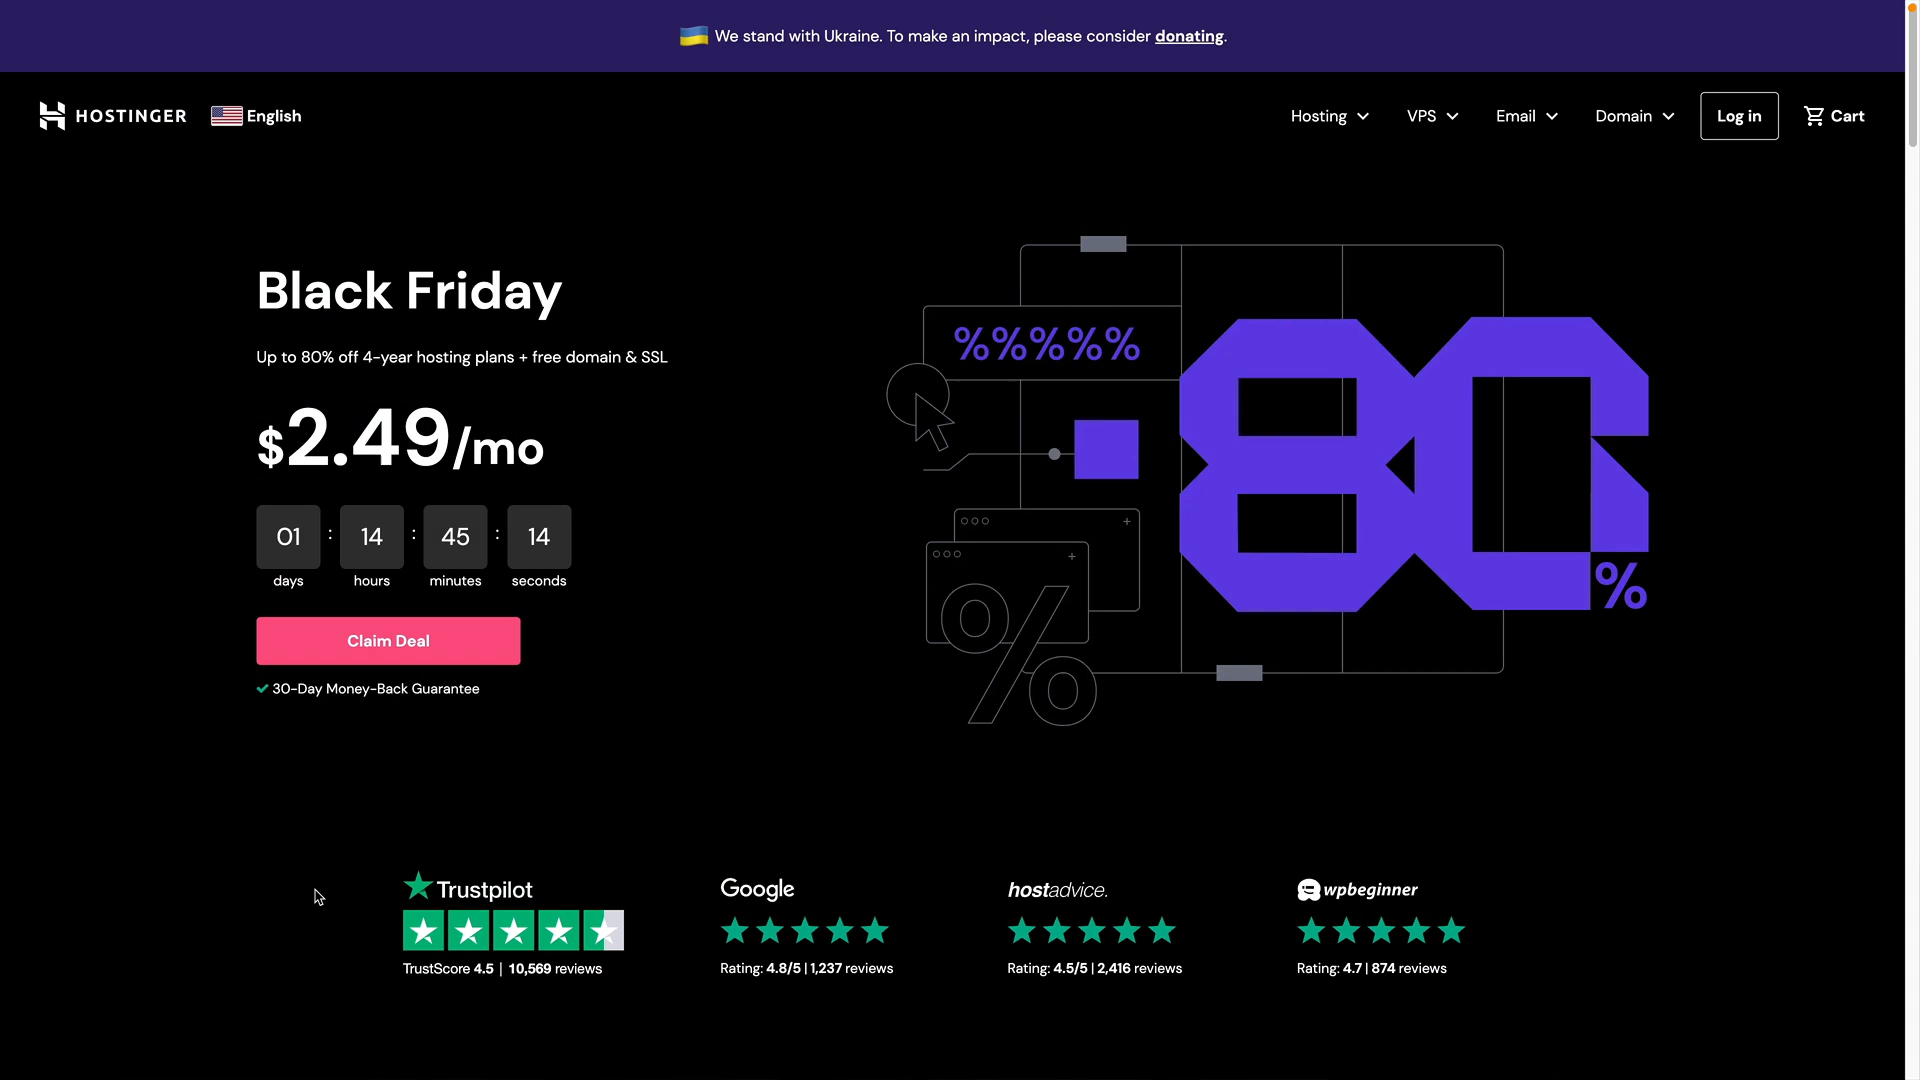 We stand with Ukraine. To make an impact, please consider donating.
HOSTINGER English Hosting VPS Email Domain Log in Cart
Black Friday
Up to 80% off 4-year hosting plans + free domain & SSL
$2.49/mo
01 : 14 : 45 : 14
days hours minutes seconds
Claim Deal
30-Day Money-Back Guarantee
%%%%%
80%
%
Trustpilot
TrustScore 4.5 | 10,569 reviews
Google
Rating: 4.8/5 | 1,237 reviews
hostadvice.
Rating: 4.5/5 | 2,416 reviews
wpbeginner
Rating: 4.7 | 874 reviews